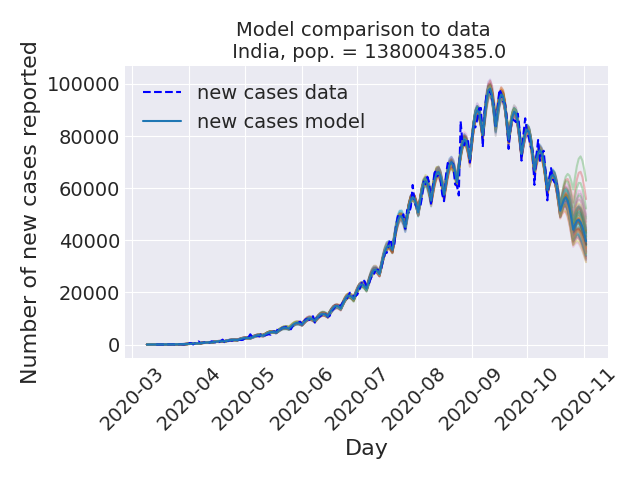 Model comparison to data
India, pop. = 1380004385.0
Number of new cases reported
100000
80000
60000
40000
20000
0
new cases data
new cases model
2020-03
2020-04
2020-05
2020-06
2020-07
2020-08
2020-09
2020-10
2020-11
Day